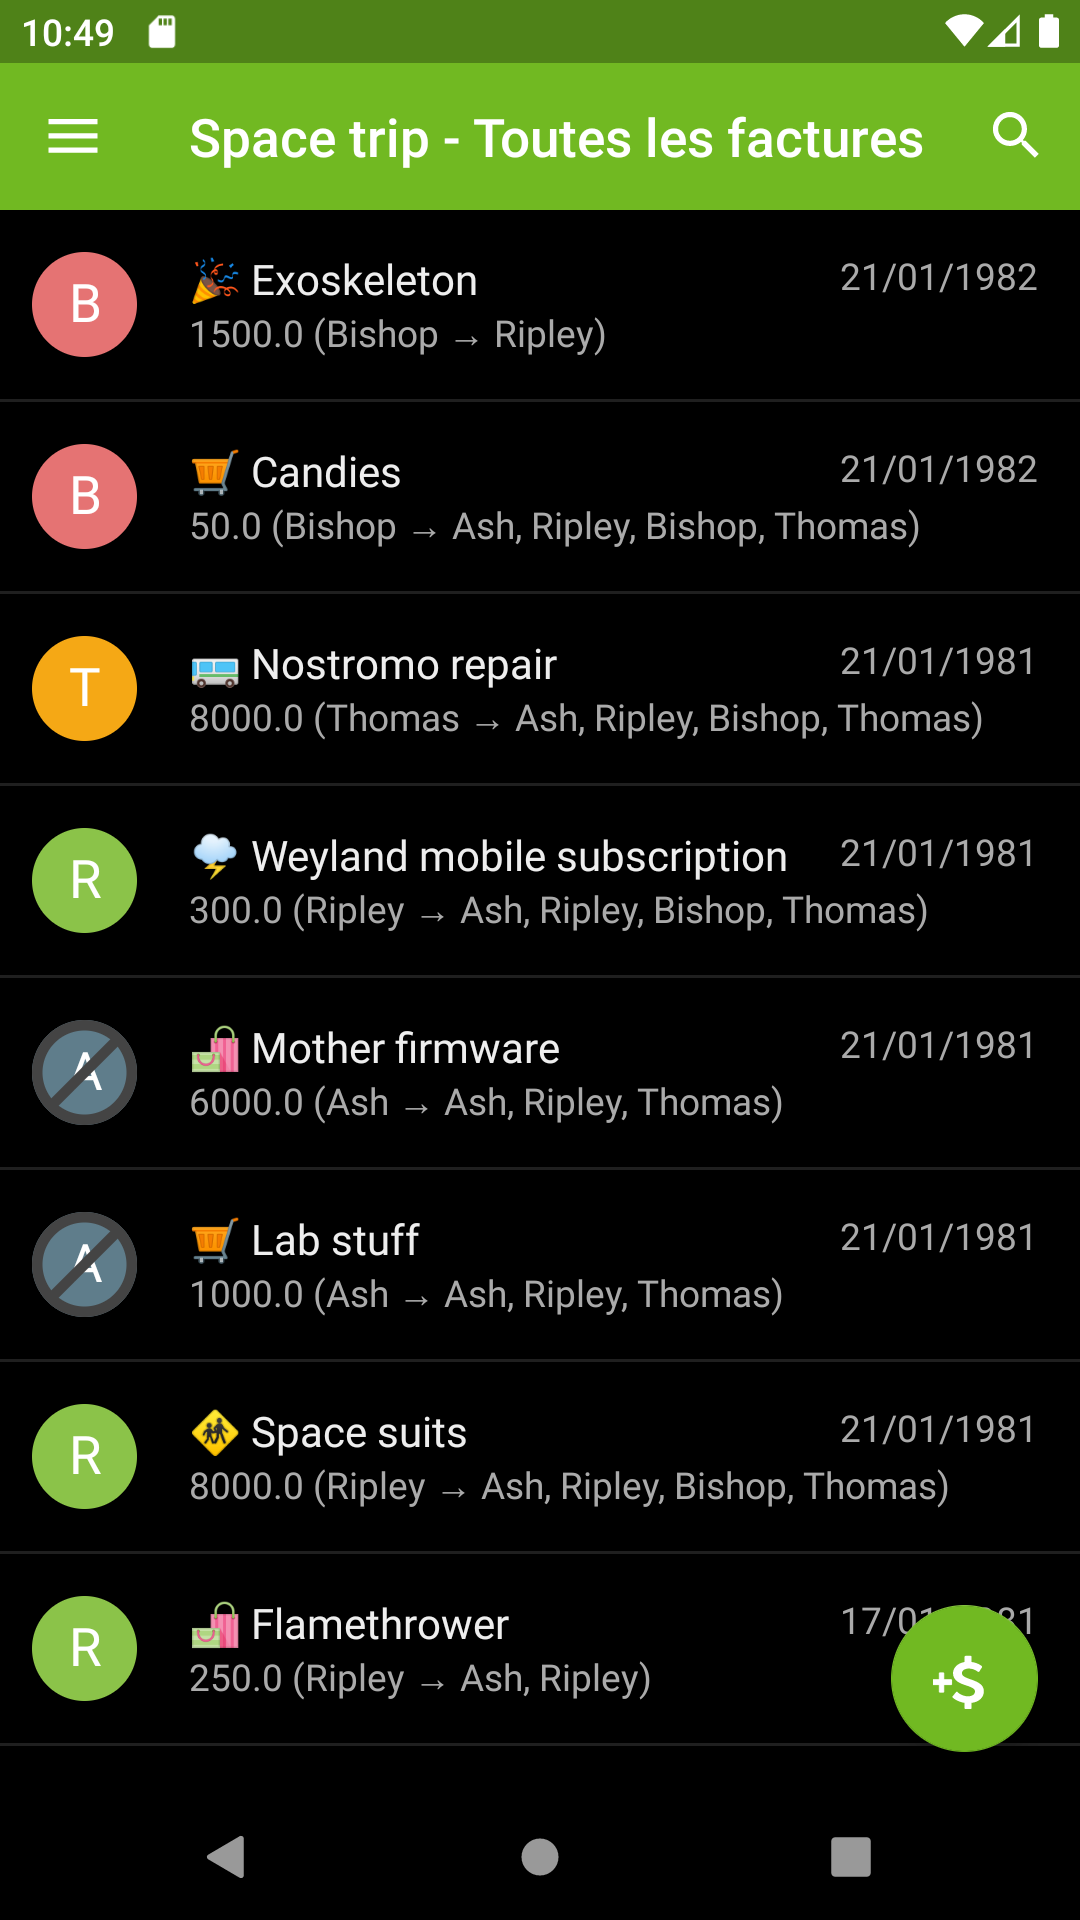 10:49
Space trip - Toutes les factures
B
🎉 Exoskeleton
21/01/1982
1500.0 (Bishop → Ripley)
B
🛒 Candies
21/01/1982
50.0 (Bishop → Ash, Ripley, Bishop, Thomas)
T
🚌 Nostromo repair
21/01/1981
8000.0 (Thomas → Ash, Ripley, Bishop, Thomas)
R
🌩 Weyland mobile subscription
21/01/1981
300.0 (Ripley → Ash, Ripley, Bishop, Thomas)
A
🛍 Mother firmware
21/01/1981
6000.0 (Ash → Ash, Ripley, Thomas)
A
🛒 Lab stuff
21/01/1981
1000.0 (Ash → Ash, Ripley, Thomas)
R
🚸 Space suits
21/01/1981
8000.0 (Ripley → Ash, Ripley, Bishop, Thomas)
R
🛍 Flamethrower
250.0 (Ripley → Ash, Ripley)
+$